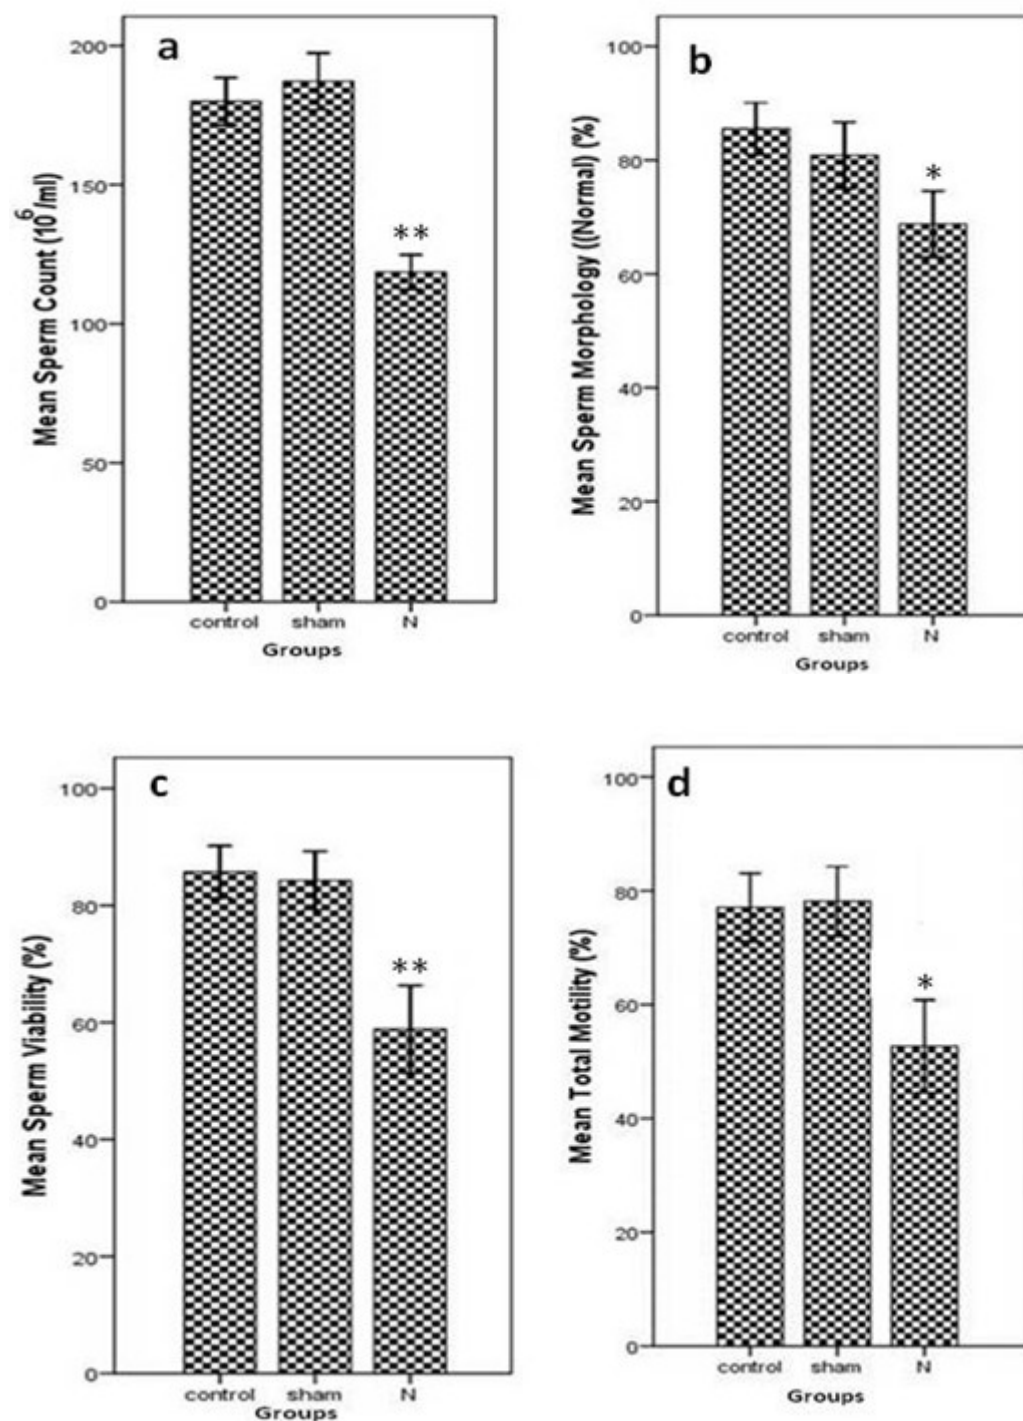 a
Mean Sperm Count (10^6/ml)
200
150
100
50
0
**
control sham N
Groups
b
Mean Sperm Morphology ((Normal) (%)
100
80
60
40
20
0
*
control sham N
Groups
c
Mean Sperm Viability (%)
100
80
60
40
20
0
**
control sham N
Groups
d
Mean Total Motility (%)
100
80
60
40
20
0
*
control sham N
Groups